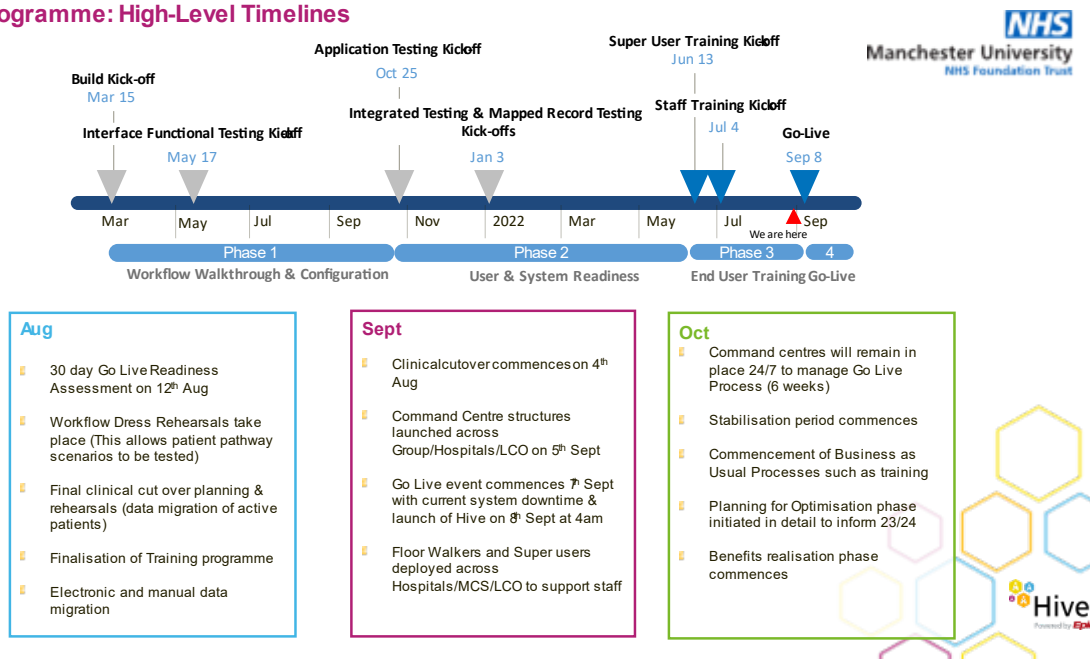 ogramme: High-Level Timelines
NHS
Manchester University
NHS Foundation Trust
Build Kick-off
Mar 15
Interface Functional Testing Kickoff
May 17
Application Testing Kickoff
Oct 25
Integrated Testing & Mapped Record Testing
Kick-offs
Jan 3
Super User Training Kickoff
Jun 13
Staff Training Kickoff
Jul 4
Go-Live
Sep 8
Mar May Jul Sep Nov 2022 Mar May Jul Sep
We are here
Phase 1 Phase 2 Phase 3 4
Workflow Walkthrough & Configuration User & System Readiness End User Training Go-Live
Aug
30 day Go Live Readiness
Assessment on 12th Aug
Workflow Dress Rehearsals take
place (This allows patient pathway
scenarios to be tested)
Final clinical cut over planning &
rehearsals (data migration of active
patients)
Finalisation of Training programme
Electronic and manual data
migration
Sept
Clinical cutover commences on 4th
Aug
Command Centre structures
launched across
Group/Hospitals/LCO on 5th Sept
Go Live event commences 7th Sept
with current system downtime &
launch of Hive on 8th Sept at 4am
Floor Walkers and Super users
deployed across
Hospitals/MCS/LCO to support staff
Oct
Command centres will remain in
place 24/7 to manage Go Live
Process (6 weeks)
Stabilisation period commences
Commencement of Business as
Usual Processes such as training
Planning for Optimisation phase
initiated in detail to inform 23/24
Benefits realisation phase
commences
Hive
Powered by Epic